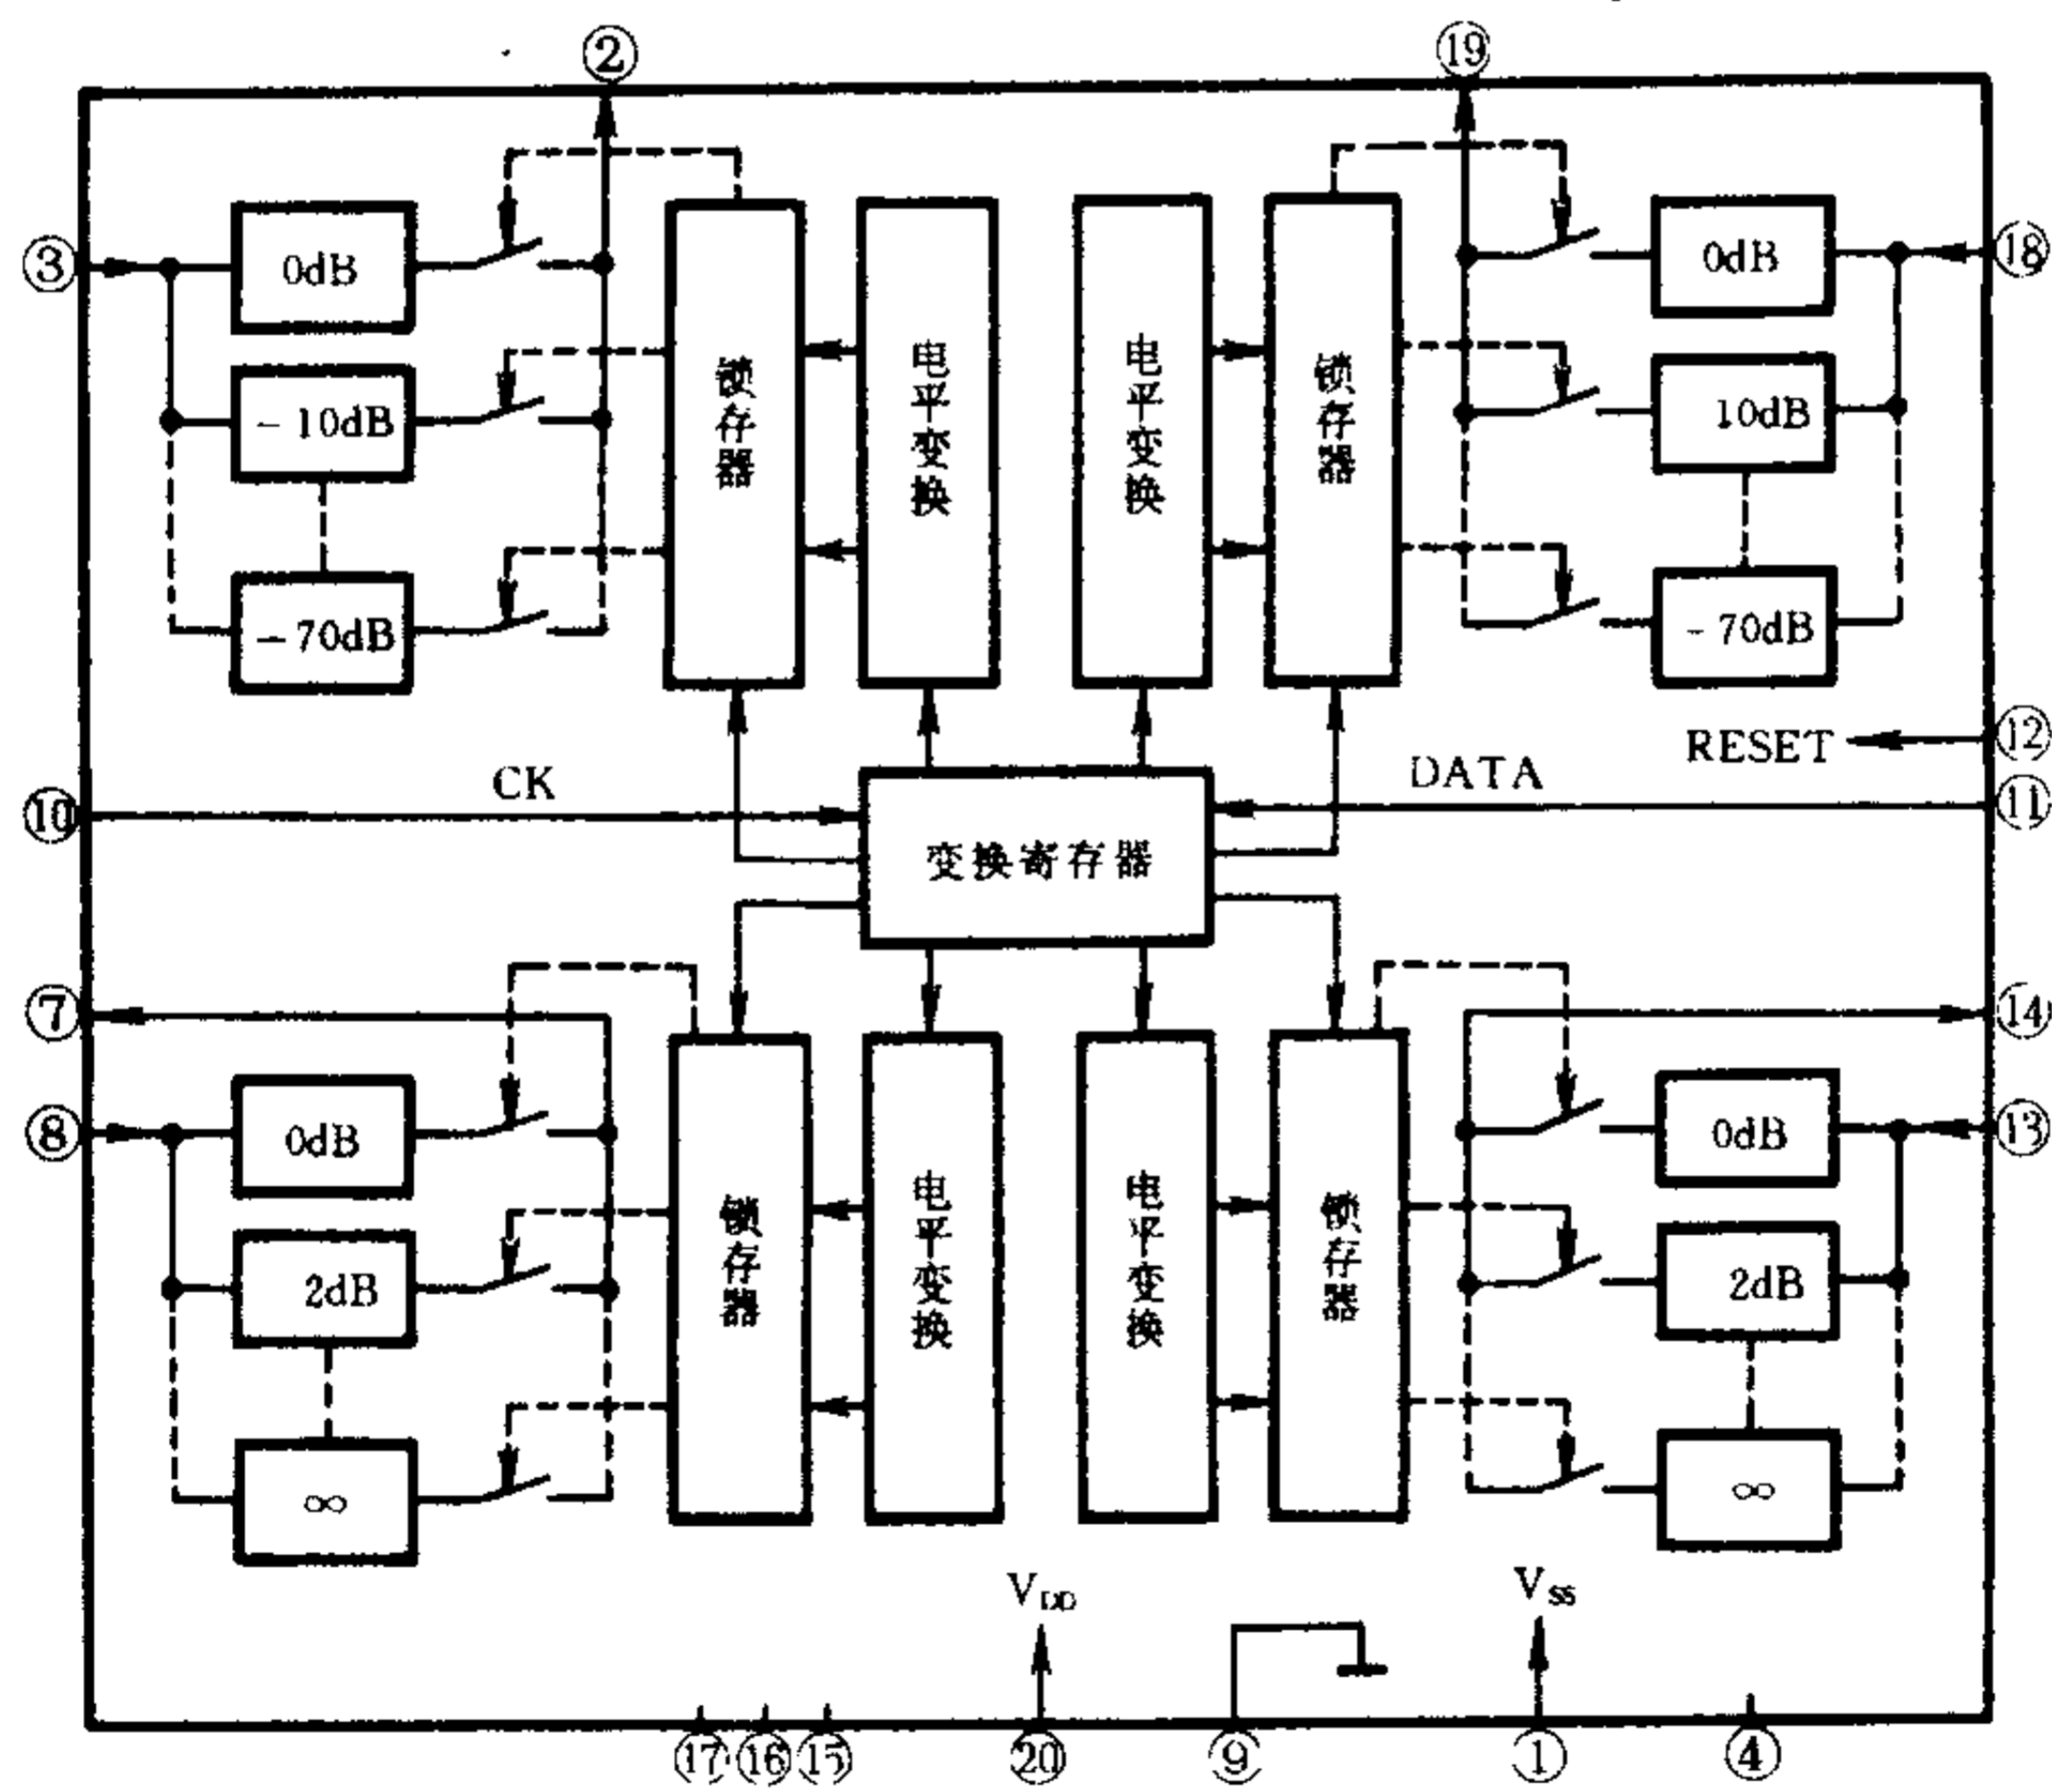 ② ⑲
③ 0dB 0dB ⑱
-10dB 锁存器 电平变换 电平变换 锁存器 10dB
-70dB -70dB
RESET ⑫
⑩ CK DATA ⑪
变换寄存器
⑦ ⑭
⑧ 0dB 0dB ⑬
2dB 锁存器 电平变换 电平变换 锁存器 2dB
∞ ∞
VDD VSS
⑰ ⑯ ⑮ ⑳ ⑨ ① ④